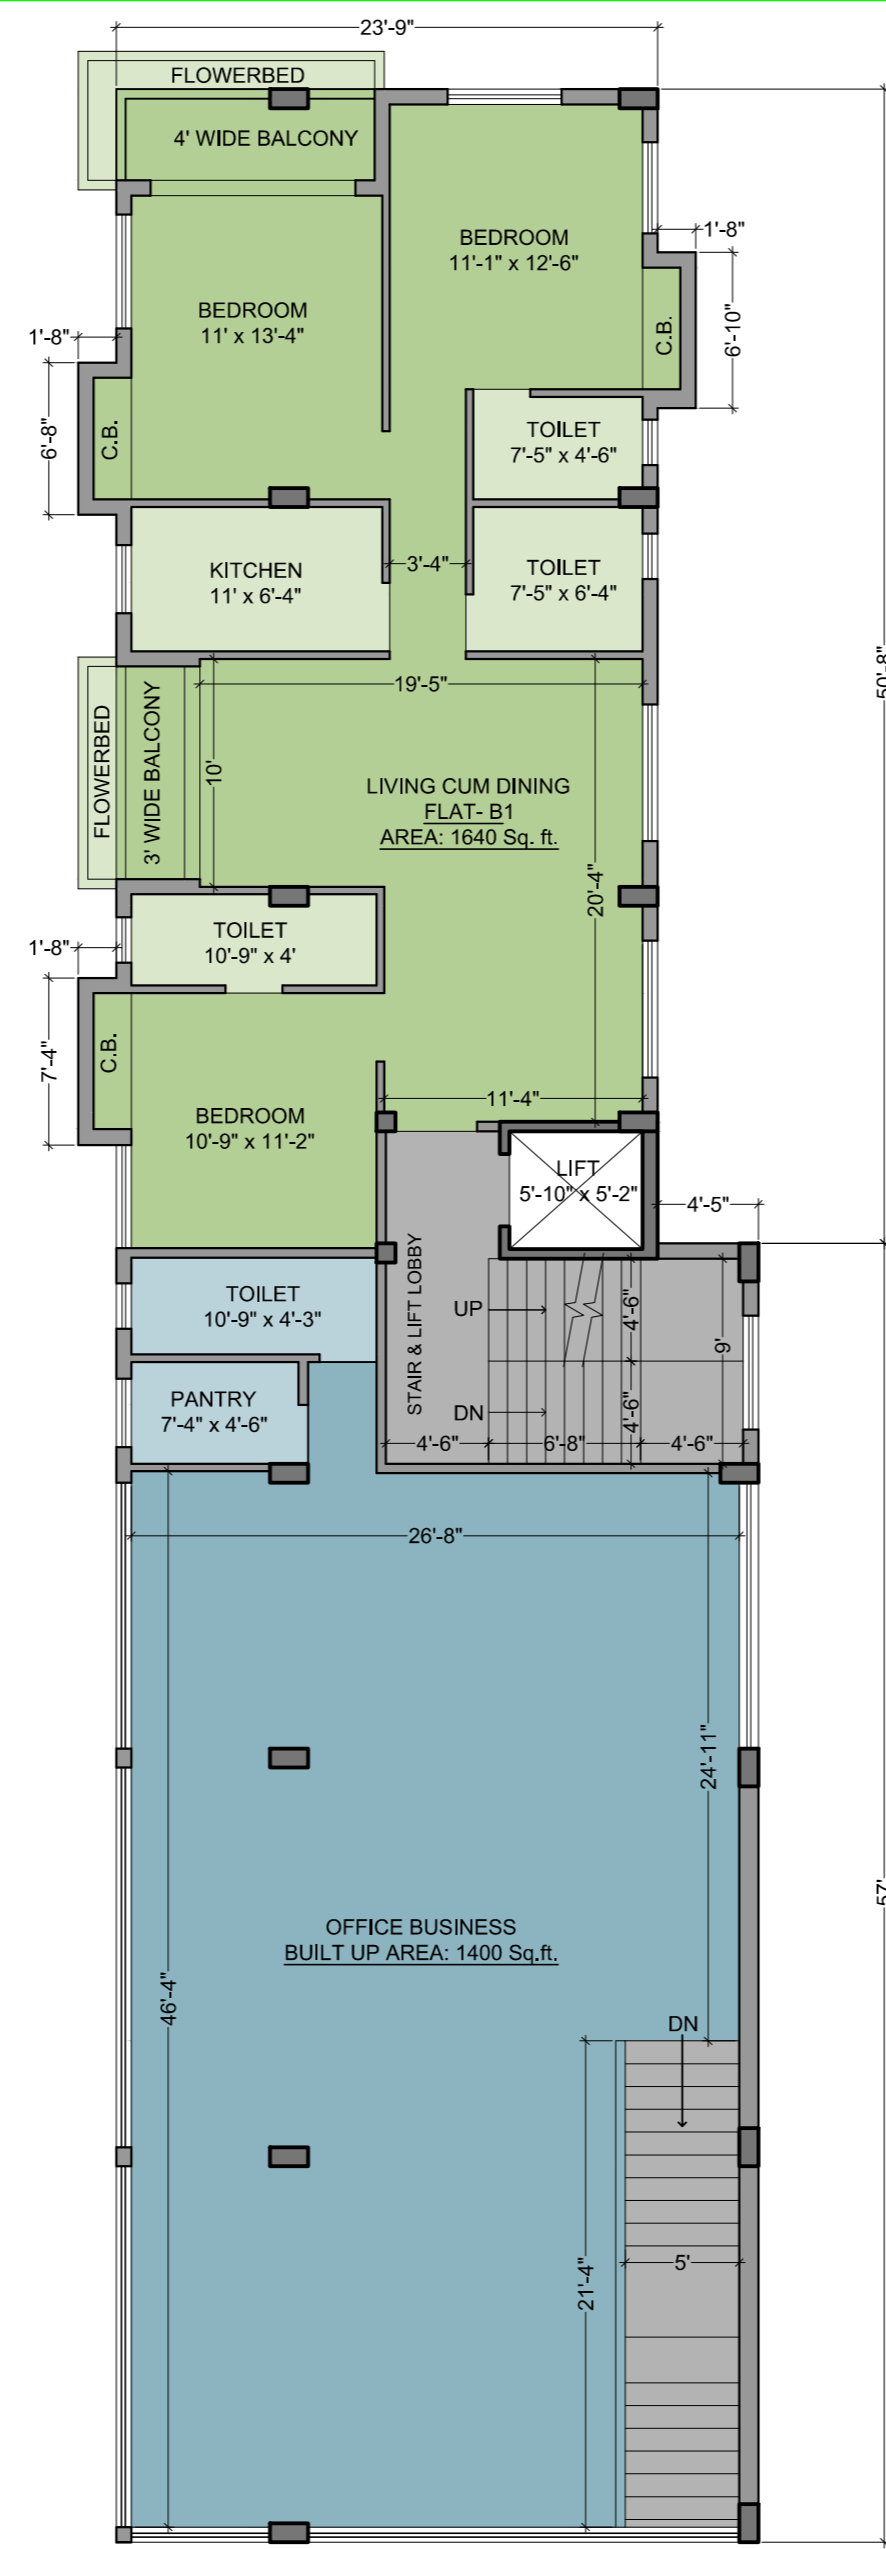 23'-9"
FLOWERBED
4' WIDE BALCONY
BEDROOM
11'-1" x 12'-6"
1'-8"
BEDROOM
11' x 13'-4"
1'-8"
C.B.
6'-10"
6'-8"
C.B.
TOILET
7'-5" x 4'-6"
KITCHEN
11' x 6'-4"
3'-4"
TOILET
7'-5" x 6'-4"
50'-8"
19'-5"
FLOWERBED
3' WIDE BALCONY
10'
LIVING CUM DINING
FLAT- B1
AREA: 1640 Sq. ft.
20'-4"
TOILET
10'-9" x 4'
1'-8"
7'-4"
C.B.
11'-4"
BEDROOM
10'-9" x 11'-2"
LIFT
5'-10" x 5'-2"
4'-5"
STAIR & LIFT LOBBY
TOILET
10'-9" x 4'-3"
UP
4'-6"
9'
PANTRY
7'-4" x 4'-6"
DN
4'-6"
4'-6"
6'-8"
4'-6"
26'-8"
24'-11"
57'
OFFICE BUSINESS
BUILT UP AREA: 1400 Sq.ft.
46'-4"
DN
21'-4"
5'